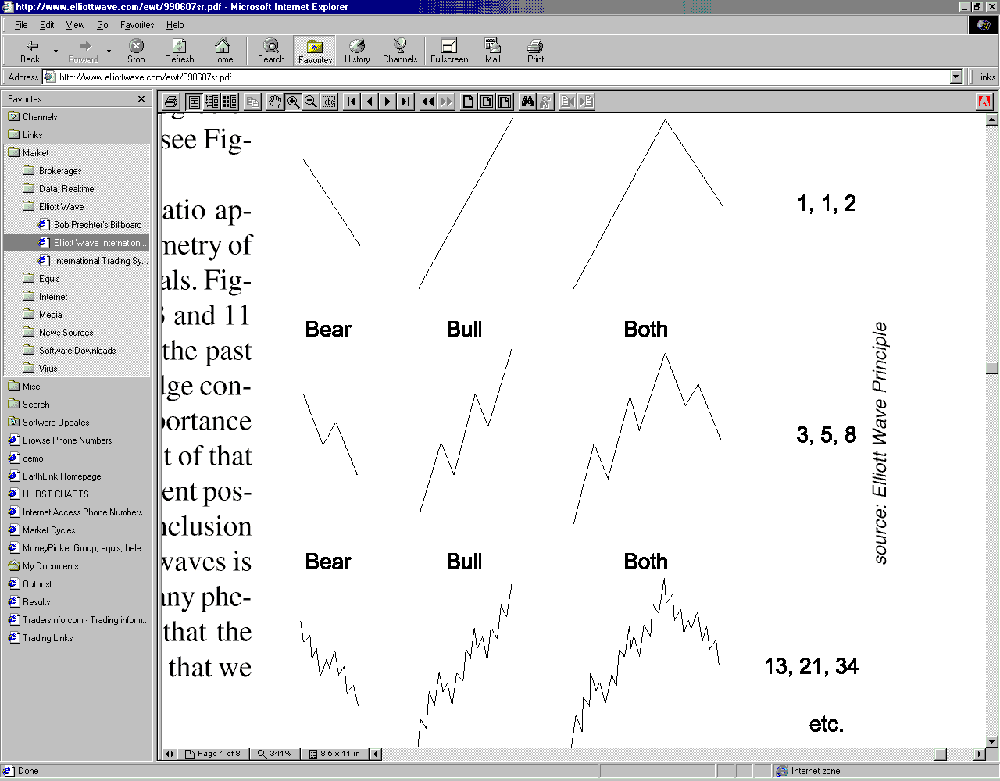 http://www.elliottwave.com/ewt/990607sr.pdf - Microsoft Internet Explorer
File Edit View Go Favorites Help
Back Forward Stop Refresh Home Search Favorites History Channels Fullscreen Mail Print
Address http://www.elliottwave.com/ewt/990607sr.pdf Links
Favorites
Channels
Links
Market
Brokerages
Data, Realtime
Elliott Wave
Bob Prechter's Billboard
Elliott Wave Internation...
International Trading Sy...
Equis
Internet
Media
News Sources
Software Downloads
Virus
Misc
Search
Software Updates
Browse Phone Numbers
demo
EarthLink Homepage
HURST CHARTS
Internet Access Phone Numbers
Market Cycles
MoneyPicker Group, equis, bele...
My Documents
Outpost
Results
TradersInfo.com - Trading inform...
Trading Links
abc
see Fig-
atio ap-
metry of
als. Fig-
and 11
the past
dge con-
portance
t of that
ent pos-
nclusion
waves is
any phe-
that the
that we
1, 1, 2
Bear Bull Both
3, 5, 8
Bear Bull Both
13, 21, 34
etc.
source: Elliott Wave Principle
Page 4 of 8 341% 8.5 x 11 in
Done Internet zone